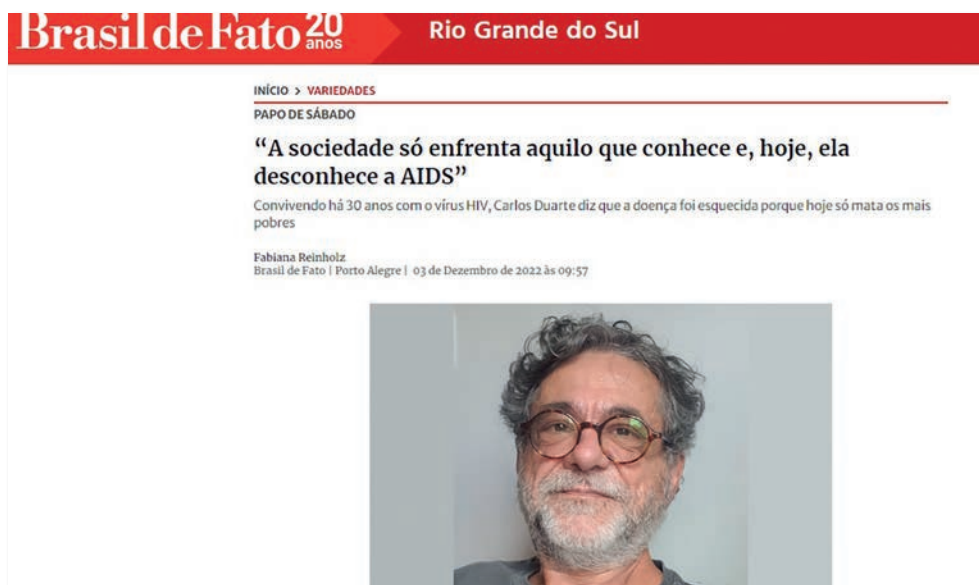 Brasil de Fato 20 anos
Rio Grande do Sul
INÍCIO > VARIEDADES
PAPO DE SÁBADO
“A sociedade só enfrenta aquilo que conhece e, hoje, ela
desconhece a AIDS”
Convivendo há 30 anos com o vírus HIV, Carlos Duarte diz que a doença foi esquecida porque hoje só mata os mais
pobres
Fabiana Reinholz
Brasil de Fato | Porto Alegre | 03 de Dezembro de 2022 às 09:57